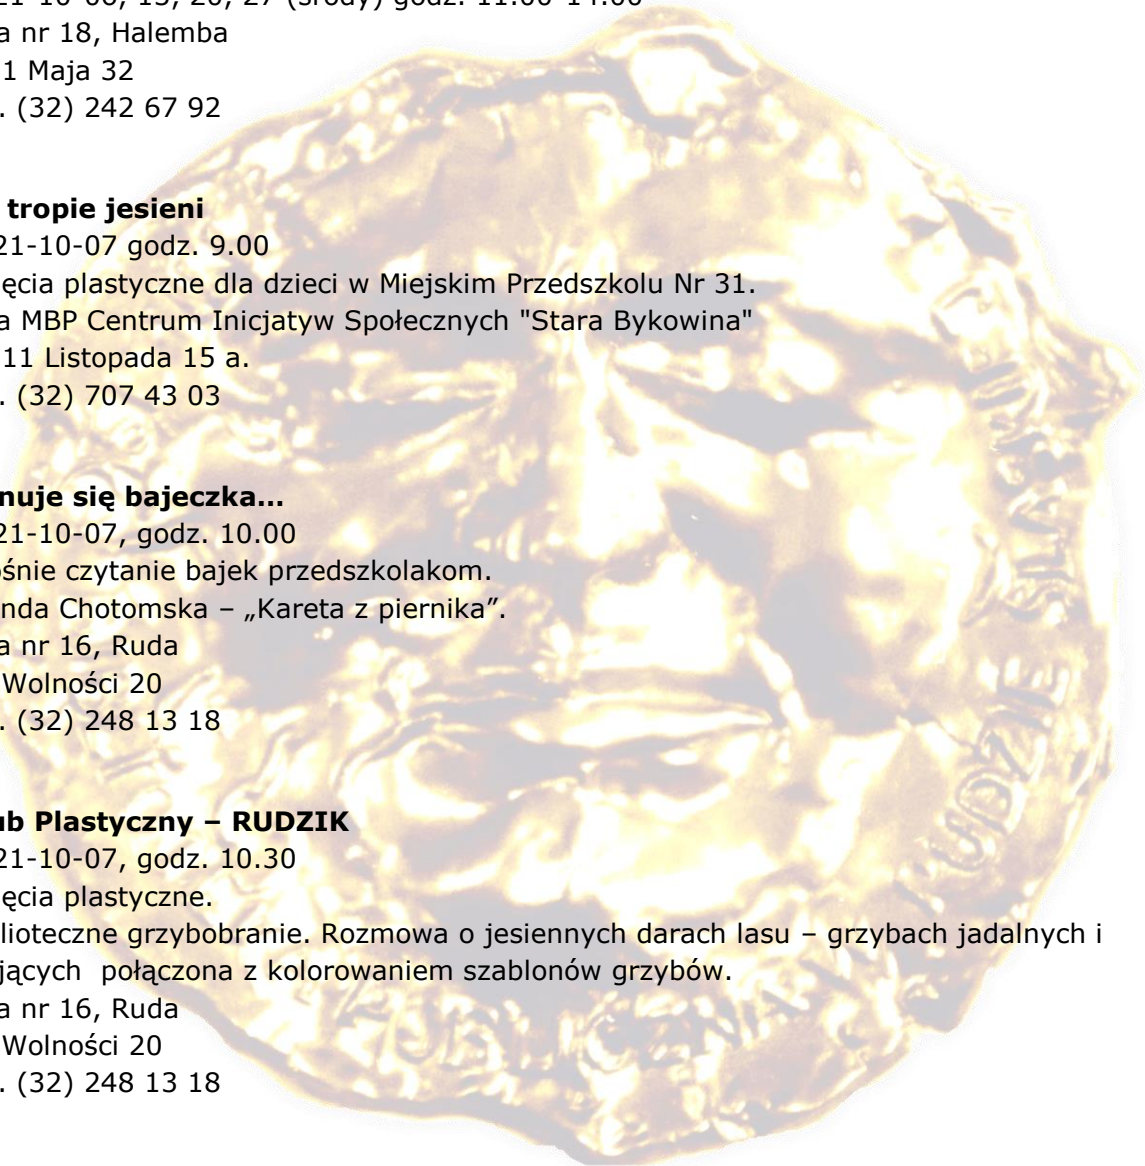 21-10-06, 13, 20, 27 (środy) godz. 11.00-14.00
a nr 18, Halemba
1 Maja 32
. (32) 242 67 92
tropie jesieni
21-10-07 godz. 9.00
ęcia plastyczne dla dzieci w Miejskim Przedszkolu Nr 31.
a MBP Centrum Inicjatyw Społecznych "Stara Bykowina"
11 Listopada 15 a.
. (32) 707 43 03
nuje się bajeczka…
21-10-07, godz. 10.00
ośnie czytanie bajek przedszkolakom.
nda Chotomska – „Kareta z piernika”.
a nr 16, Ruda
Wolności 20
. (32) 248 13 18
ub Plastyczny – RUDZIK
21-10-07, godz. 10.30
ęcia plastyczne.
lioteczne grzybobranie. Rozmowa o jesiennych darach lasu – grzybach jadalnych i
jących  połączona z kolorowaniem szablonów grzybów.
a nr 16, Ruda
Wolności 20
. (32) 248 13 18
RUDZIE ŚLĄSKIEJ